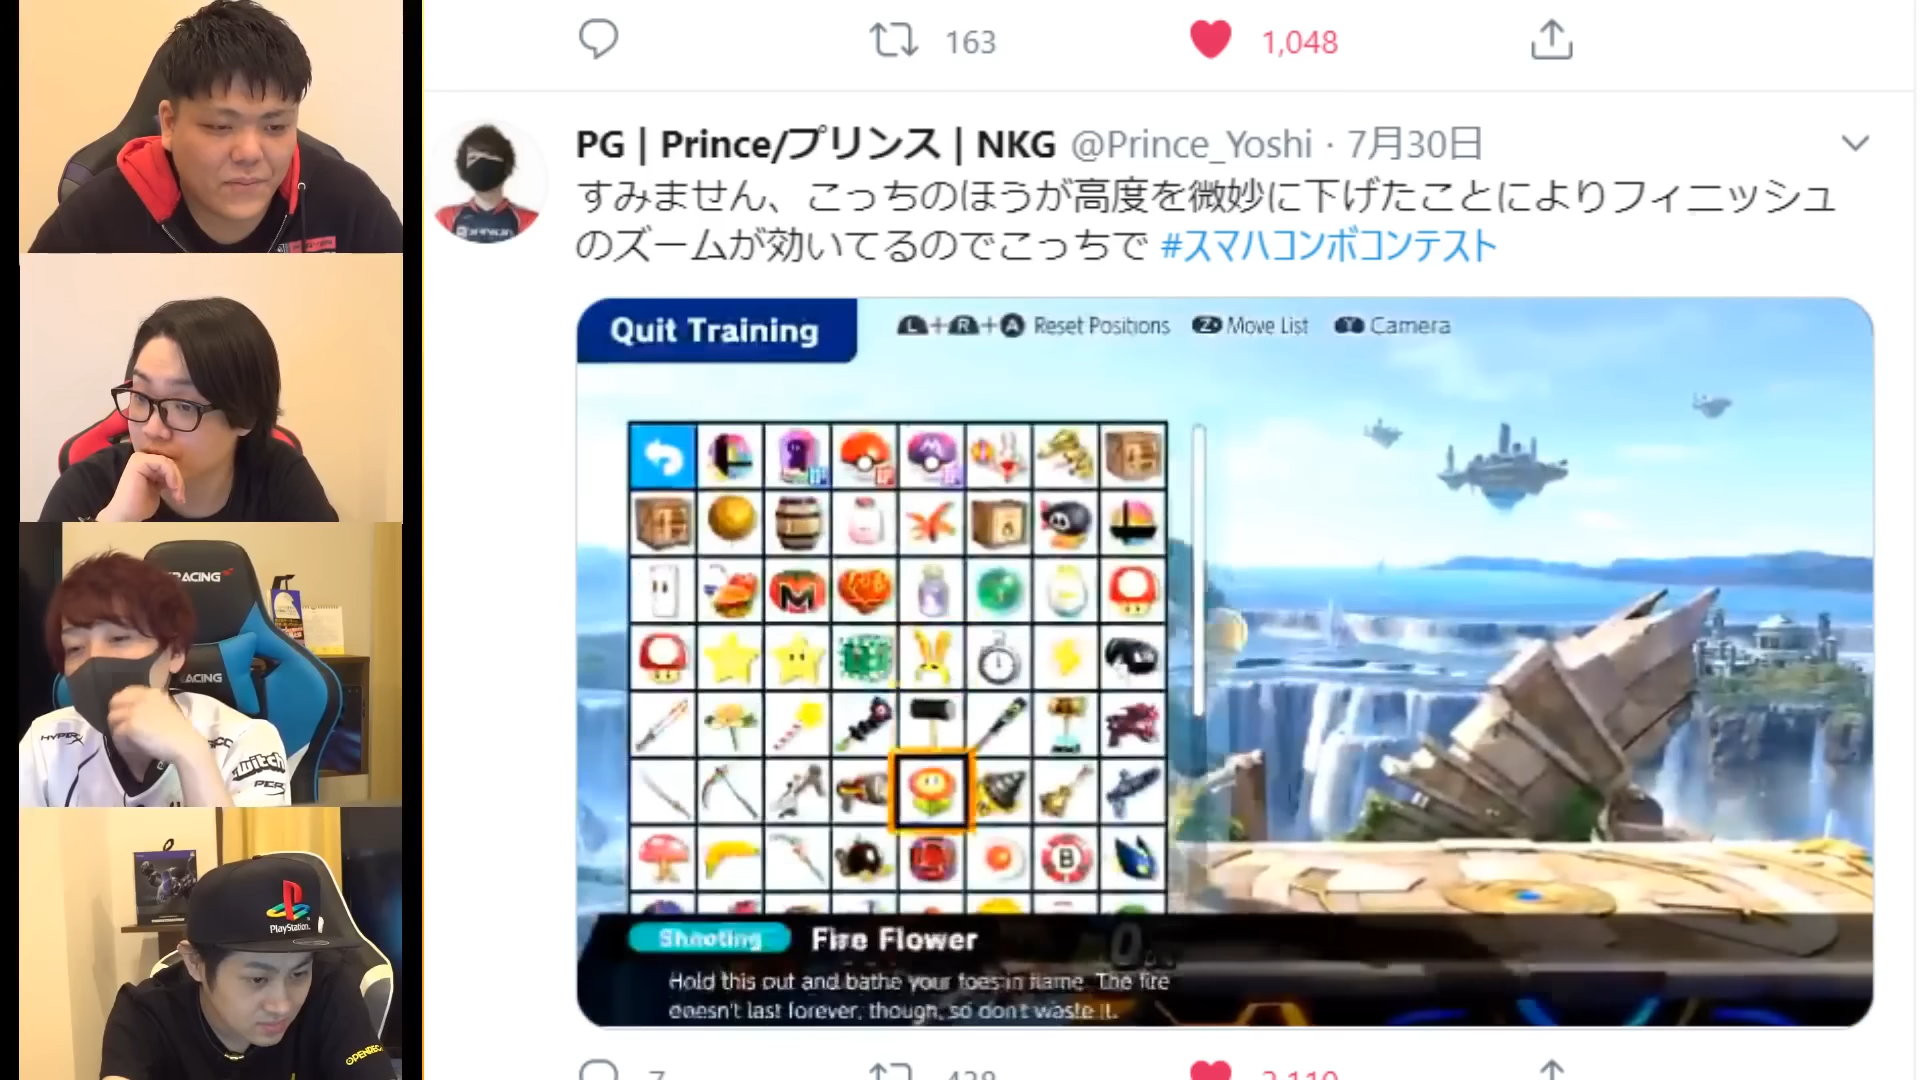 163
1,048
PG | Prince/プリンス | NKG @Prince_Yoshi · 7月30日
すみません、こっちのほうが高度を微妙に下げたことによりフィニッシュ
のズームが効いてるのでこっちで #スマハコンボコンテスト
Quit Training
L+R+A Reset Positions
Move List
Camera
Shooting
Fire Flower
Hold this out and bathe your foes in flame. The fire
doesn't last forever, though, so don't waste it.
RACING
RACING
HYPERX
twitch
PlayStation